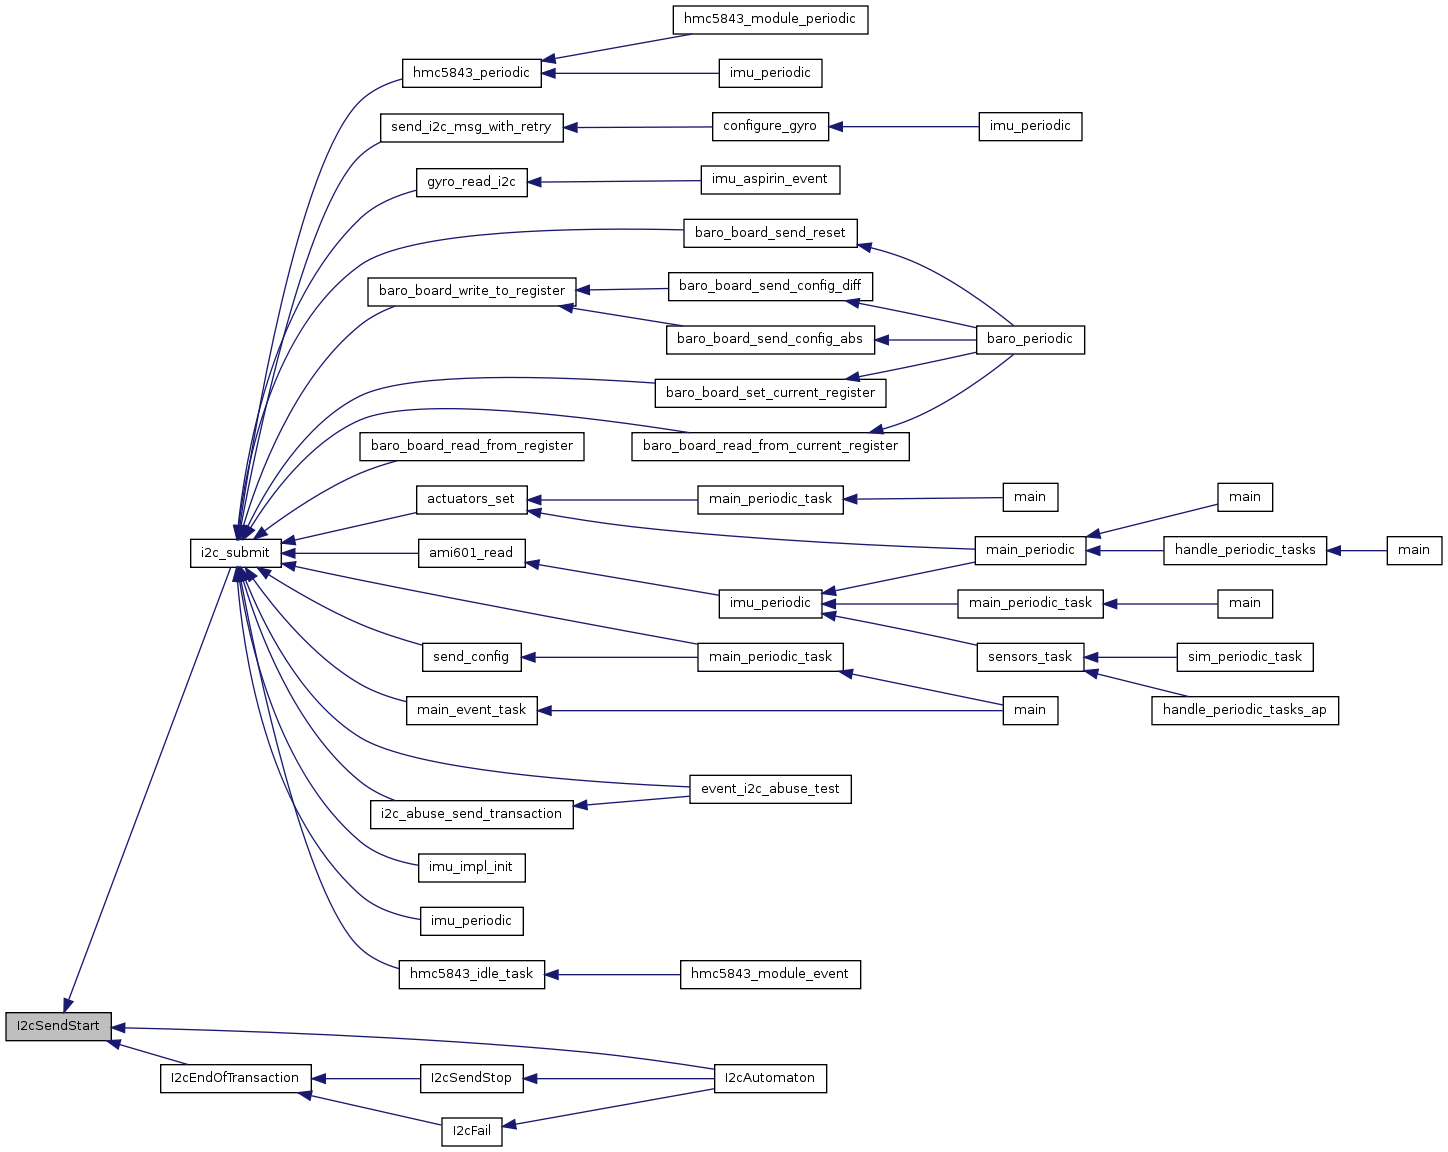 hmc5843_module_periodic
hmc5843_periodic
imu_periodic
send_i2c_msg_with_retry
configure_gyro
imu_periodic
gyro_read_i2c
imu_aspirin_event
baro_board_send_reset
baro_board_write_to_register
baro_board_send_config_diff
baro_board_send_config_abs
baro_periodic
baro_board_set_current_register
baro_board_read_from_register
baro_board_read_from_current_register
actuators_set
main_periodic_task
main
main
i2c_submit
ami601_read
main_periodic
handle_periodic_tasks
main
imu_periodic
main_periodic_task
main
send_config
main_periodic_task
sensors_task
sim_periodic_task
main_event_task
main
handle_periodic_tasks_ap
event_i2c_abuse_test
i2c_abuse_send_transaction
imu_impl_init
imu_periodic
hmc5843_idle_task
hmc5843_module_event
I2cSendStart
I2cEndOfTransaction
I2cSendStop
I2cAutomaton
I2cFail